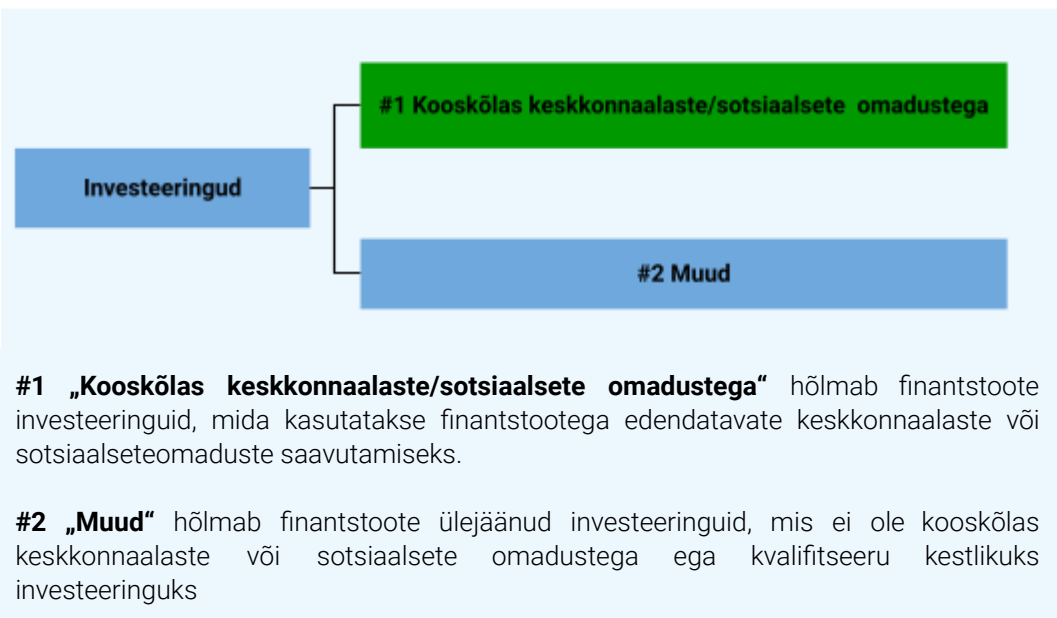 #1 Kooskõlas keskkonnaalaste/sotsiaalsete omadustega
Investeeringud
#2 Muud
#1 „Kooskõlas keskkonnaalaste/sotsiaalsete omadustega“ hõlmab finantstoote
investeeringuid, mida kasutatakse finantstootega edendatavate keskkonnaalaste või
sotsiaalseteomaduste saavutamiseks.
#2 „Muud“ hõlmab finantstoote ülejäänud investeeringuid, mis ei ole kooskõlas
keskkonnaalaste või sotsiaalsete omadustega ega kvalifitseeru kestlikuks
investeeringuks